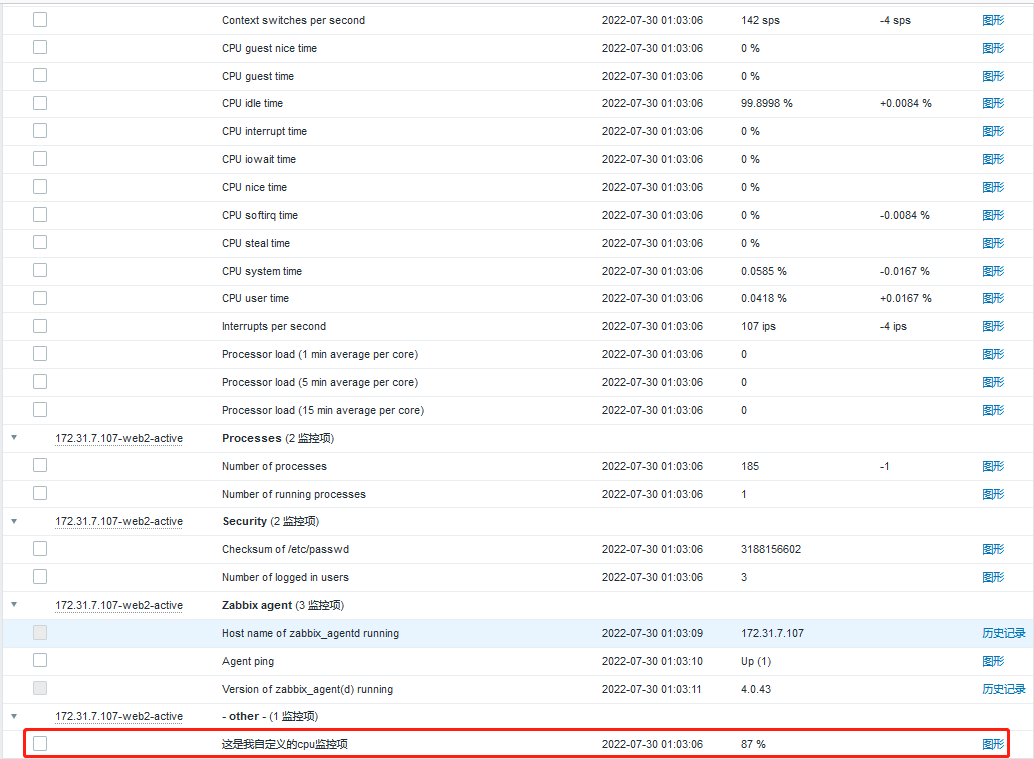 Context switches per second 2022-07-30 01:03:06 142 sps -4 sps 图形
CPU guest nice time 2022-07-30 01:03:06 0 % 图形
CPU guest time 2022-07-30 01:03:06 0 % 图形
CPU idle time 2022-07-30 01:03:06 99.8998 % +0.0084 % 图形
CPU interrupt time 2022-07-30 01:03:06 0 % 图形
CPU iowait time 2022-07-30 01:03:06 0 % 图形
CPU nice time 2022-07-30 01:03:06 0 % 图形
CPU softirq time 2022-07-30 01:03:06 0 % -0.0084 % 图形
CPU steal time 2022-07-30 01:03:06 0 % 图形
CPU system time 2022-07-30 01:03:06 0.0585 % -0.0167 % 图形
CPU user time 2022-07-30 01:03:06 0.0418 % +0.0167 % 图形
Interrupts per second 2022-07-30 01:03:06 107 ips -4 ips 图形
Processor load (1 min average per core) 2022-07-30 01:03:06 0 图形
Processor load (5 min average per core) 2022-07-30 01:03:06 0 图形
Processor load (15 min average per core) 2022-07-30 01:03:06 0 图形
172.31.7.107-web2-active Processes (2 监控项)
Number of processes 2022-07-30 01:03:06 185 -1 图形
Number of running processes 2022-07-30 01:03:06 1 图形
172.31.7.107-web2-active Security (2 监控项)
Checksum of /etc/passwd 2022-07-30 01:03:06 3188156602 图形
Number of logged in users 2022-07-30 01:03:06 3 图形
172.31.7.107-web2-active Zabbix agent (3 监控项)
Host name of zabbix_agentd running 2022-07-30 01:03:09 172.31.7.107 历史记录
Agent ping 2022-07-30 01:03:10 Up (1) 图形
Version of zabbix_agent(d) running 2022-07-30 01:03:11 4.0.43 历史记录
172.31.7.107-web2-active - other - (1 监控项)
这是我自定义的cpu监控项 2022-07-30 01:03:06 87 % 图形